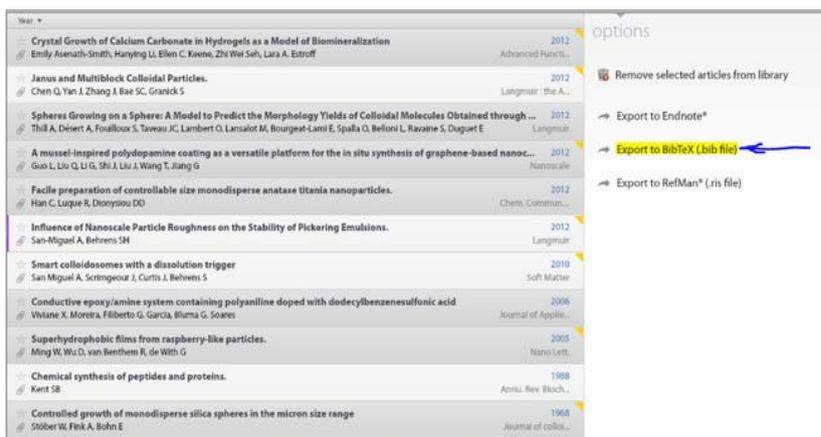 Year
options
Crystal Growth of Calcium Carbonate in Hydrogels as a Model of Biomineralization 2012
Emily Asenath-Smith, Hanying Li, Ellen C. Keene, Zhi Wei Seh, Lara A. Estroff Advanced Functi...
Janus and Multiblock Colloidal Particles. 2012
Chen Q, Yan J, Zhang J, Bae SC, Granick S Langmuir : the A...
Spheres Growing on a Sphere: A Model to Predict the Morphology Yields of Colloidal Molecules Obtained through ... 2012
Thill A, Désert A, Fouilloux S, Taveau JC, Lambert O, Lansalot M, Bourgeat-Lami E, Spalla O, Belloni L, Ravaine S, Duguet E Langmuir
A mussel-inspired polydopamine coating as a versatile platform for the in situ synthesis of graphene-based nanoc... 2012
Guo L, Liu Q, Li G, Shi J, Liu J, Wang T, Jiang G Nanoscale
Facile preparation of controllable size monodisperse anatase titania nanoparticles. 2012
Han C, Luque R, Dionysiou DD Chem. Commun...
Influence of Nanoscale Particle Roughness on the Stability of Pickering Emulsions. 2012
San-Miguel A, Behrens SH Langmuir
Smart colloidosomes with a dissolution trigger 2010
San Miguel A, Scrimgeour J, Curtis J, Behrens S Soft Matter
Conductive epoxy/amine system containing polyaniline doped with dodecylbenzenesulfonic acid 2006
Viviane X. Moreira, Filiberto G. Garcia, Bluma G. Soares Journal of Applie...
Superhydrophobic films from raspberry-like particles. 2005
Ming W, Wu D, van Benthem R, de With G Nano Lett.
Chemical synthesis of peptides and proteins. 1988
Kent SB Annu. Rev. Bioch...
Controlled growth of monodisperse silica spheres in the micron size range 1968
Stöber W, Fink A, Bohn E Journal of colloi...
Remove selected articles from library
Export to Endnote*
Export to BibTeX (.bib file)
Export to RefMan* (.ris file)